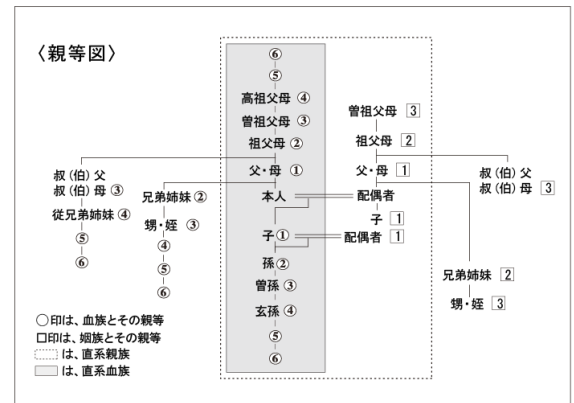 〈親等図〉
⑥
⑤
高祖父母 ④
曽祖父母 ③
祖父母 ②
父・母 ①
本人
子 ①
孫 ②
曽孫 ③
玄孫 ④
⑤
⑥
叔(伯)父
叔(伯)母 ③
従兄弟姉妹 ④
⑤
⑥
兄弟姉妹 ②
甥・姪 ③
④
⑤
⑥
曽祖父母 3
祖父母 2
父・母 1
配偶者
子 1
配偶者 1
叔(伯)父
叔(伯)母 3
兄弟姉妹 2
甥・姪 3
○印は、血族とその親等
□印は、姻族とその親等
は、直系親族
は、直系血族